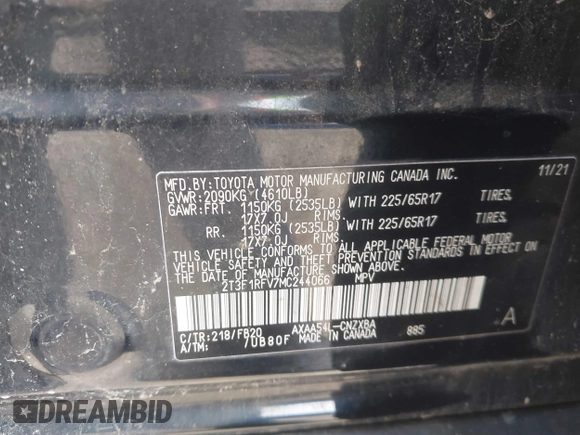 MFD.BY:TOYOTA MOTOR MANUFACTURING CANADA INC. 11/21
GVWR:2090KG (4610LB)
GAWR:FRT. 1150KG (2535LB) WITH 225/65R17 TIRES.
17X7.0J RIMS.
RR. 1150KG (2535LB) WITH 225/65R17 TIRES.
17X7.0J RIMS.
THIS VEHICLE CONFORMS TO ALL APPLICABLE FEDERAL MOTOR
VEHICLE SAFETY AND BUMPER STANDARDS IN EFFECT ON
THE DATE OF MANUFACTURE SHOWN ABOVE.
2T3F1RFV7MC244066 MPV
C/TR:218/FB20 AXAA54L-CNZXBA 885 A
A/TM: /UB80F MADE IN CANADA
DREAMBID